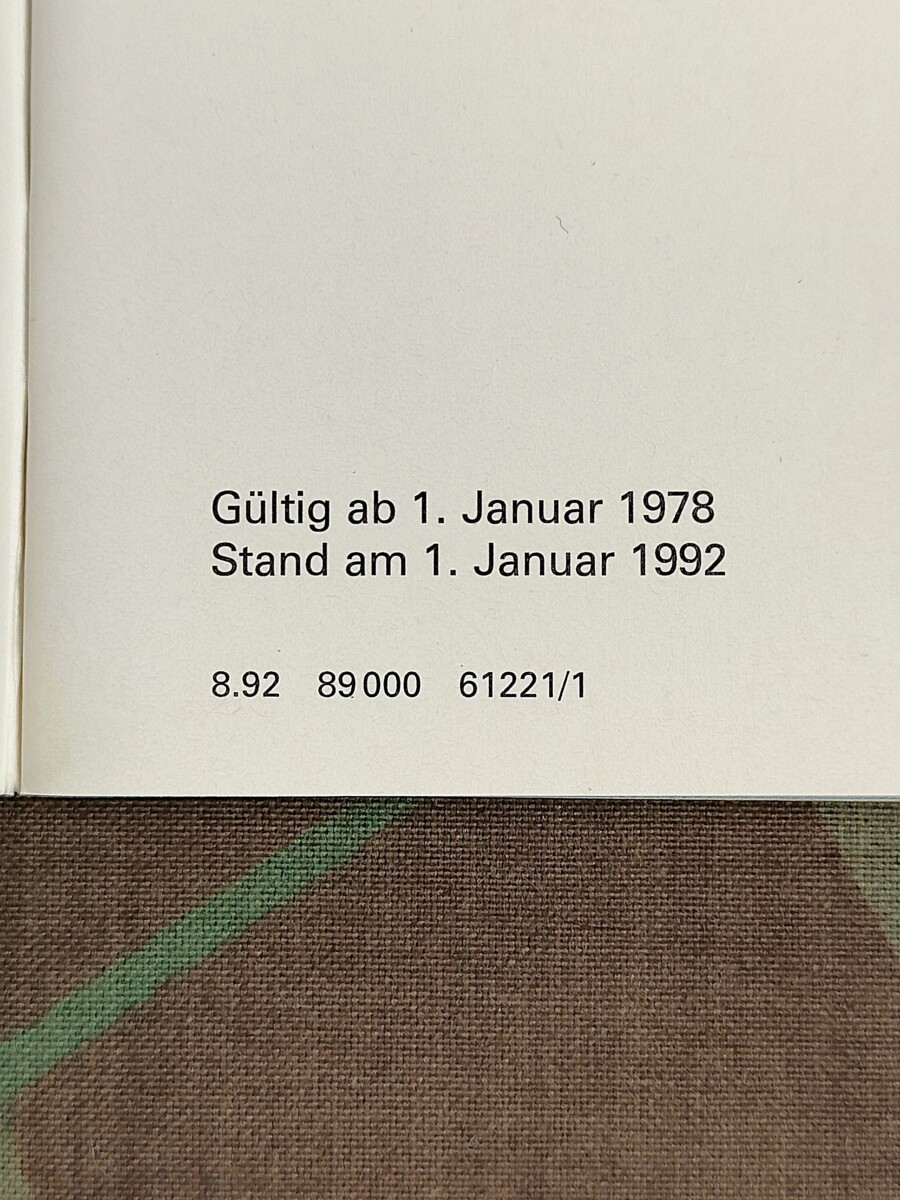 Gültig ab 1. Januar 1978
Stand am 1. Januar 1992
8.92 89000 61221/1